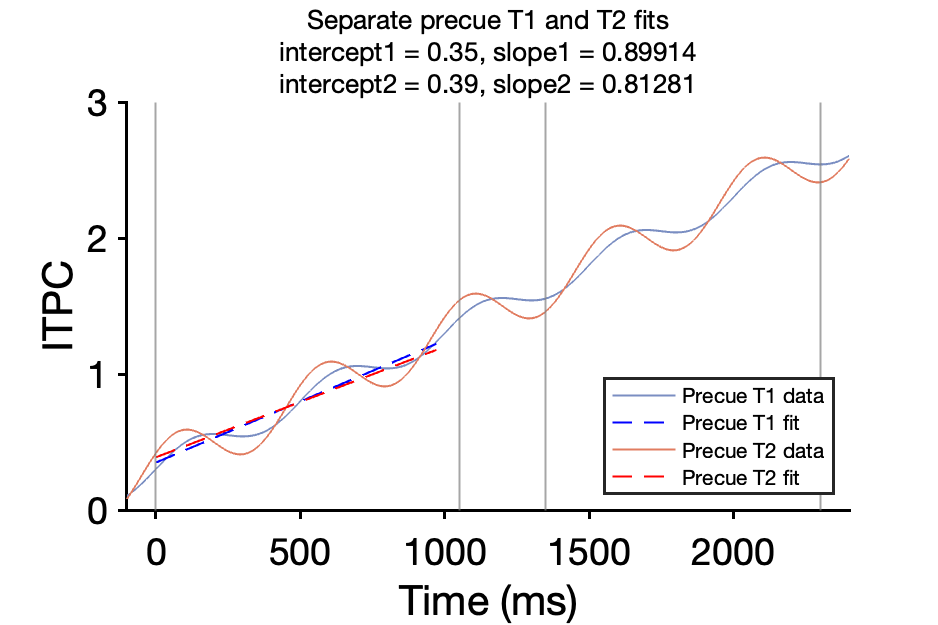 Separate precue T1 and T2 fits
intercept1 = 0.35, slope1 = 0.89914
intercept2 = 0.39, slope2 = 0.81281
3
2
1
0
ITPC
Precue T1 data
Precue T1 fit
Precue T2 data
Precue T2 fit
0 500 1000 1500 2000
Time (ms)